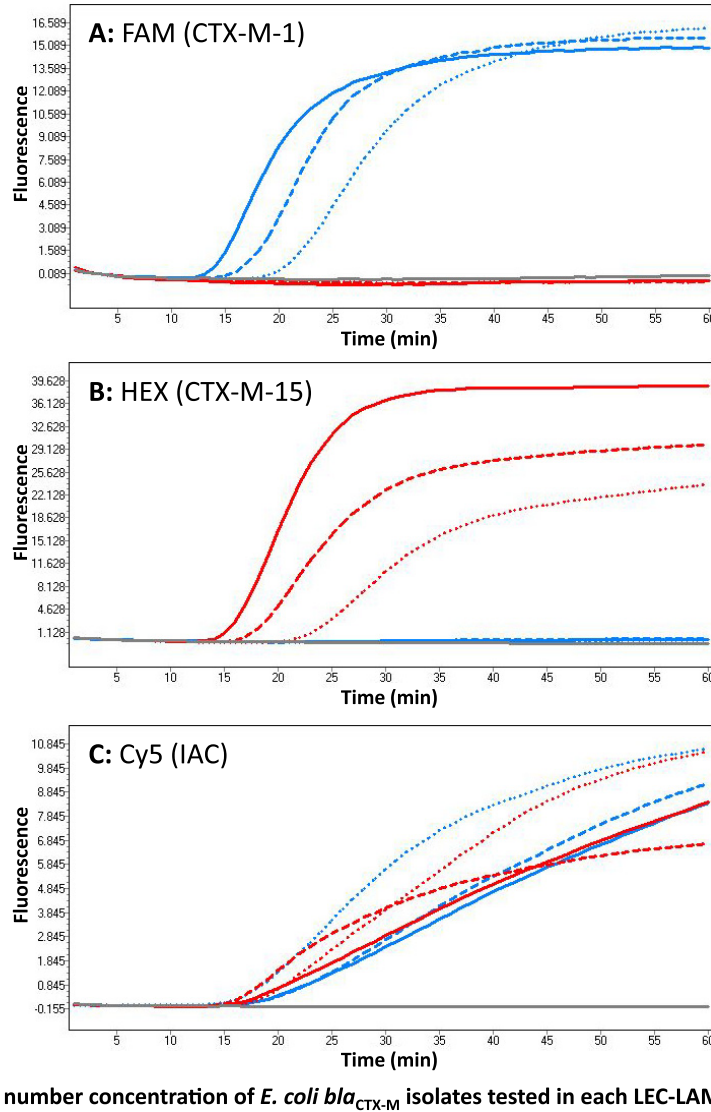 A: FAM (CTX-M-1)
Fluorescence
16.589
15.089
13.589
12.089
10.589
9.089
7.589
6.089
4.589
3.089
1.589
0.089
5 10 15 20 25 30 35 40 45 50 55 60
Time (min)
B: HEX (CTX-M-15)
Fluorescence
39.628
36.128
32.628
29.128
25.628
22.128
18.628
15.128
11.628
8.128
4.628
1.128
5 10 15 20 25 30 35 40 45 50 55 60
Time (min)
C: Cy5 (IAC)
Fluorescence
10.845
9.845
8.845
7.845
6.845
5.845
4.845
3.845
2.845
1.845
0.845
-0.155
5 10 15 20 25 30 35 40 45 50 55 60
Time (min)
number concentration of E. coli blaCTX-M isolates tested in each LEC-LAM